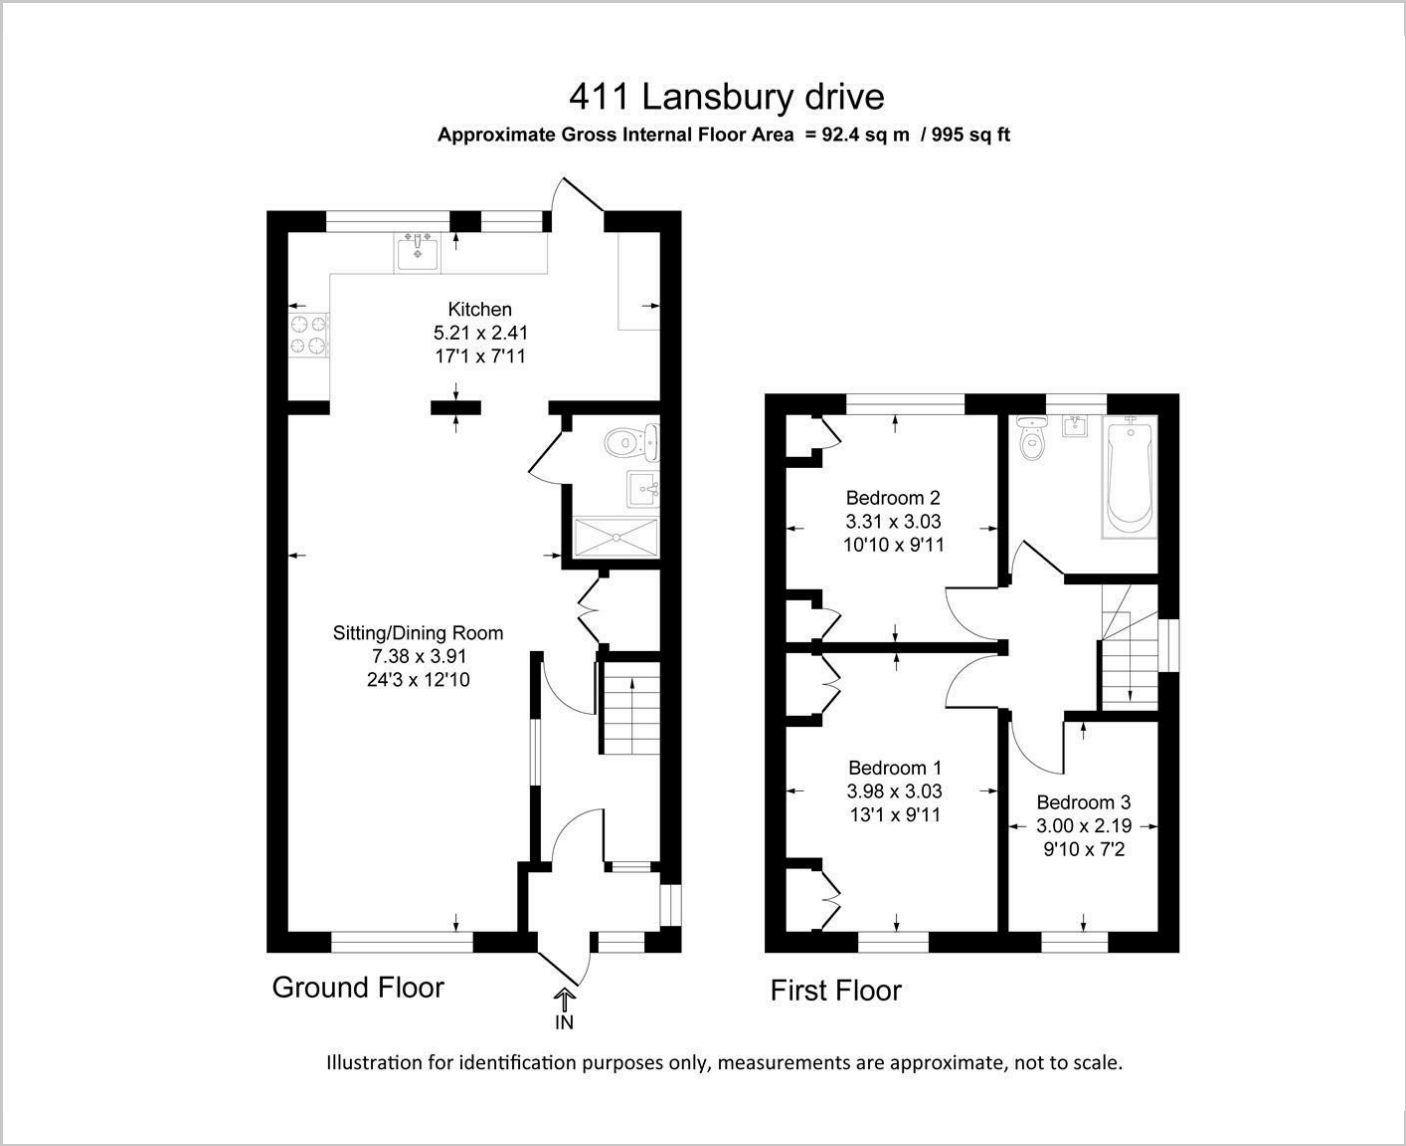 411 Lansbury drive
Approximate Gross Internal Floor Area = 92.4 sq m / 995 sq ft
Kitchen
5.21 x 2.41
17'1 x 7'11
Sitting/Dining Room
7.38 x 3.91
24'3 x 12'10
IN
Ground Floor
Bedroom 2
3.31 x 3.03
10'10 x 9'11
Bedroom 1
3.98 x 3.03
13'1 x 9'11
Bedroom 3
3.00 x 2.19
9'10 x 7'2
First Floor
Illustration for identification purposes only, measurements are approximate, not to scale.